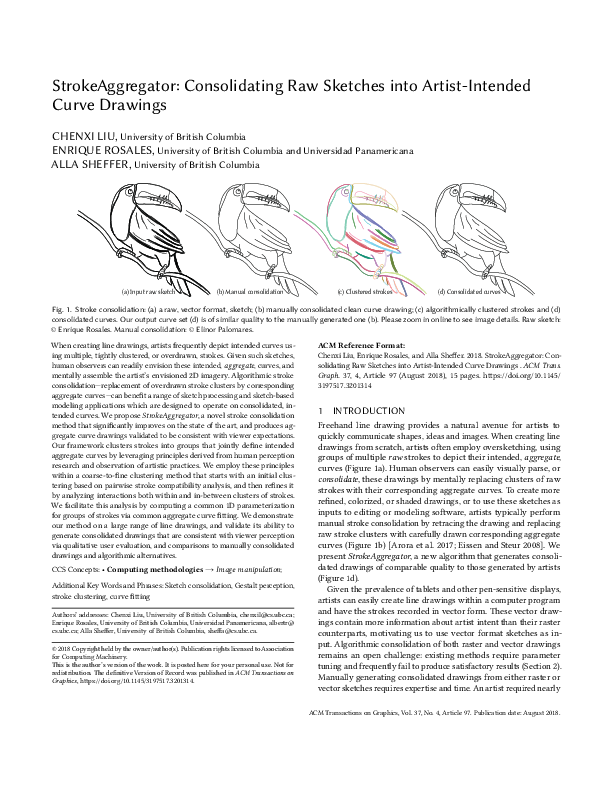 StrokeAggregator: Consolidating Raw Sketches into Artist-Intended
Curve Drawings
CHENXI LIU, University of British Columbia
ENRIQUE ROSALES, University of British Columbia and Universidad Panamericana
ALLA SHEFFER, University of British Columbia
(a) Input raw sketch
(b) Manual consolidation
(c) Clustered strokes
(d) Consolidated curves
Fig. 1. Stroke consolidation: (a) a raw, vector format, sketch; (b) manually consolidated clean curve drawing; (c) algorithmically clustered strokes and (d)
consolidated curves. Our output curve set (d) is of similar quality to the manually generated one (b). Please zoom in online to see image details. Raw sketch:
© Enrique Rosales. Manual consolidation: © Elinor Palomares.
When creating line drawings, artists frequently depict intended curves us-
ing multiple, tightly clustered, or overdrawn, strokes. Given such sketches,
human observers can readily envision these intended, aggregate, curves, and
mentally assemble the artist's envisioned 2D imagery. Algorithmic stroke
consolidation—replacement of overdrawn stroke clusters by corresponding
aggregate curves—can benefit a range of sketch processing and sketch-based
modeling applications which are designed to operate on consolidated, in-
tended curves. We propose StrokeAggregator, a novel stroke consolidation
method that significantly improves on the state of the art, and produces ag-
gregate curve drawings validated to be consistent with viewer expectations.
Our framework clusters strokes into groups that jointly define intended
aggregate curves by leveraging principles derived from human perception
research and observation of artistic practices. We employ these principles
within a coarse-to-fine clustering method that starts with an initial clus-
tering based on pairwise stroke compatibility analysis, and then refines it
by analyzing interactions both within and in-between clusters of strokes.
We facilitate this analysis by computing a common 1D parameterization
for groups of strokes via common aggregate curve fitting. We demonstrate
our method on a large range of line drawings, and validate its ability to
generate consolidated drawings that are consistent with viewer perception
via qualitative user evaluation, and comparisons to manually consolidated
drawings and algorithmic alternatives.
CCS Concepts: • Computing methodologies → Image manipulation;
Additional Key Words and Phrases: Sketch consolidation, Gestalt perception,
stroke clustering, curve fitting
Authors' addresses: Chenxi Liu, University of British Columbia, chenxil@cs.ubc.ca;
Enrique Rosales, University of British Columbia, Universidad Panamericana, albertr@
cs.ubc.ca; Alla Sheffer, University of British Columbia, sheffa@cs.ubc.ca.
© 2018 Copyright held by the owner/author(s). Publication rights licensed to Association
for Computing Machinery.
This is the author's version of the work. It is posted here for your personal use. Not for
redistribution. The definitive Version of Record was published in ACM Transactions on
Graphics, https://doi.org/10.1145/3197517.3201314.
ACM Reference Format:
Chenxi Liu, Enrique Rosales, and Alla Sheffer. 2018. StrokeAggregator: Con-
solidating Raw Sketches into Artist-Intended Curve Drawings . ACM Trans.
Graph. 37, 4, Article 97 (August 2018), 15 pages. https://doi.org/10.1145/
3197517.3201314
1 INTRODUCTION
Freehand line drawing provides a natural avenue for artists to
quickly communicate shapes, ideas and images. When creating line
drawings from scratch, artists often employ oversketching, using
groups of multiple raw strokes to depict their intended, aggregate,
curves (Figure 1a). Human observers can easily visually parse, or
consolidate, these drawings by mentally replacing clusters of raw
strokes with their corresponding aggregate curves. To create more
refined, colorized, or shaded drawings, or to use these sketches as
inputs to editing or modeling software, artists typically perform
manual stroke consolidation by retracing the drawing and replacing
raw stroke clusters with carefully drawn corresponding aggregate
curves (Figure 1b) [Arora et al. 2017; Eissen and Steur 2008]. We
present StrokeAggregator, a new algorithm that generates consoli-
dated drawings of comparable quality to those generated by artists
(Figure 1d).
Given the prevalence of tablets and other pen-sensitive displays,
artists can easily create line drawings within a computer program
and have the strokes recorded in vector form. These vector draw-
ings contain more information about artist intent than their raster
counterparts, motivating us to use vector format sketches as in-
put. Algorithmic consolidation of both raster and vector drawings
remains an open challenge: existing methods require parameter
tuning and frequently fail to produce satisfactory results (Section 2).
Manually generating consolidated drawings from either raster or
vector sketches requires expertise and time. An artist required nearly
ACM Transactions on Graphics, Vol. 37, No. 4, Article 97. Publication date: August 2018.